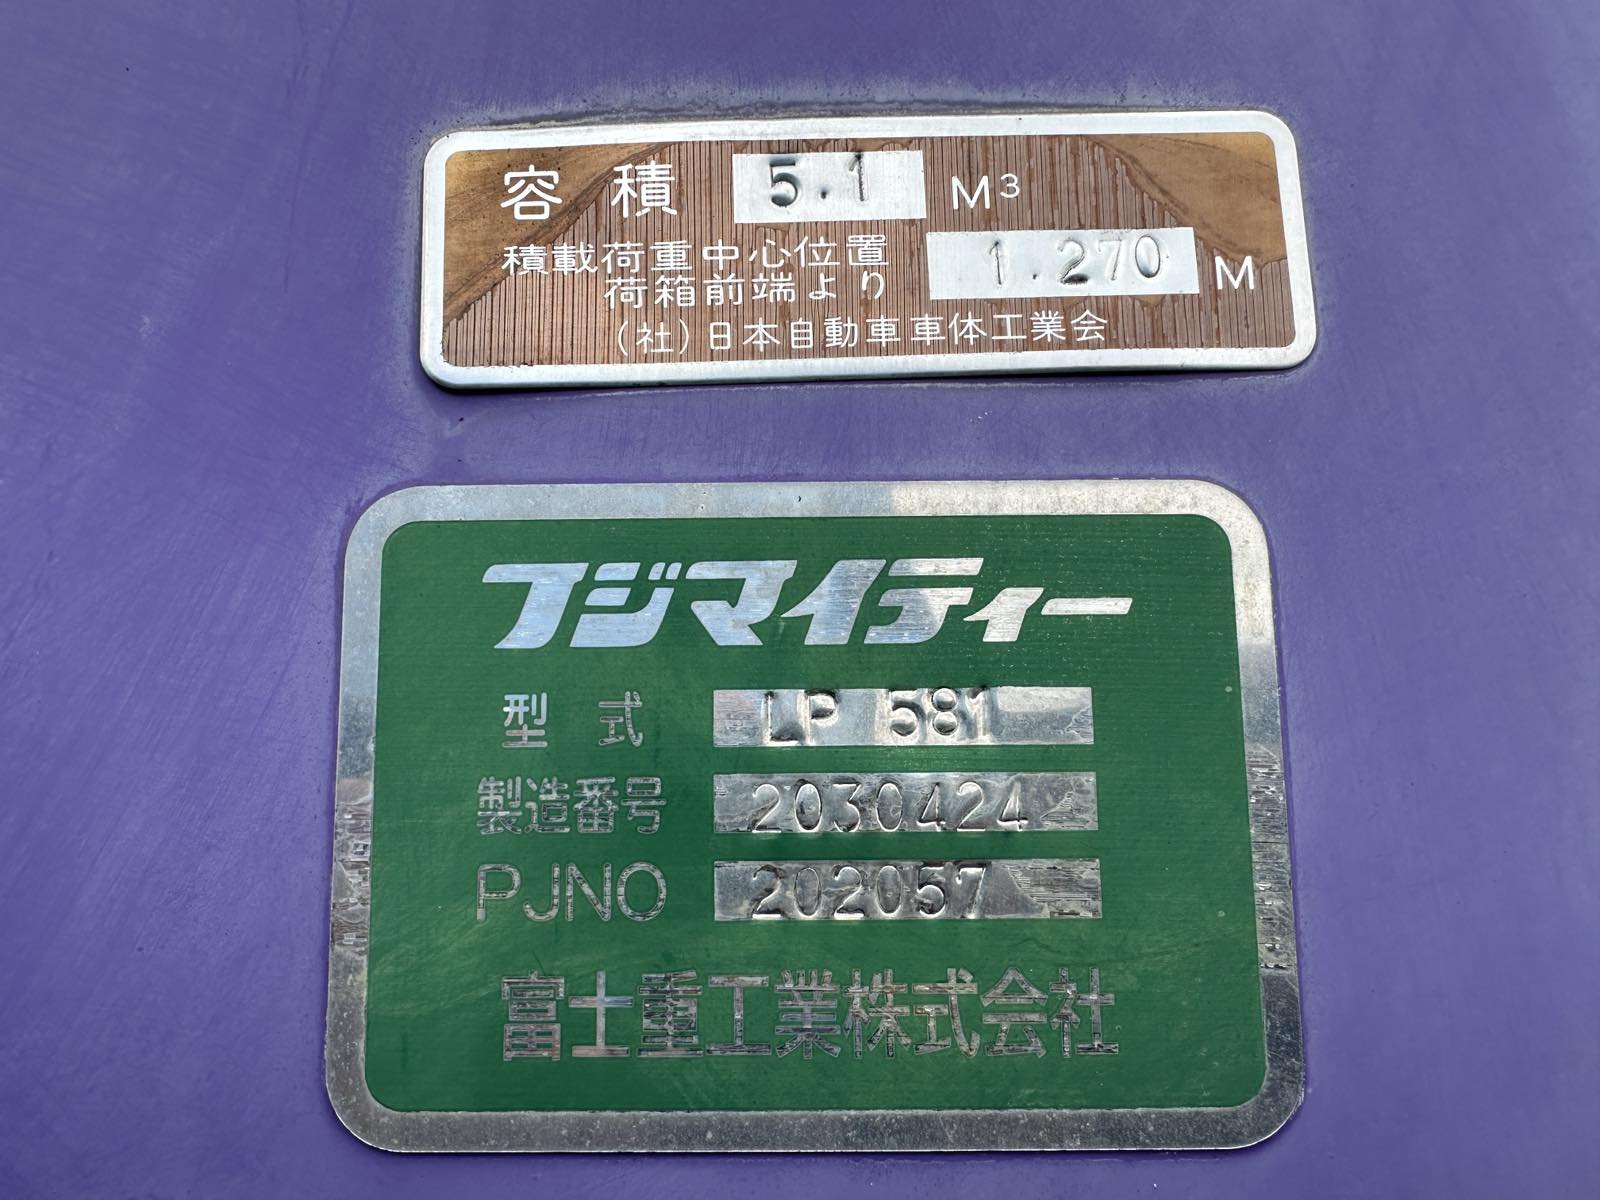 容積 5.1 M³
積載荷重中心位置
荷箱前端より 1.270 M
(社)日本自動車車体工業会
フジマイティー
型式 LP 581
製造番号 2030424
PJNO 202057
富士重工業株式会社